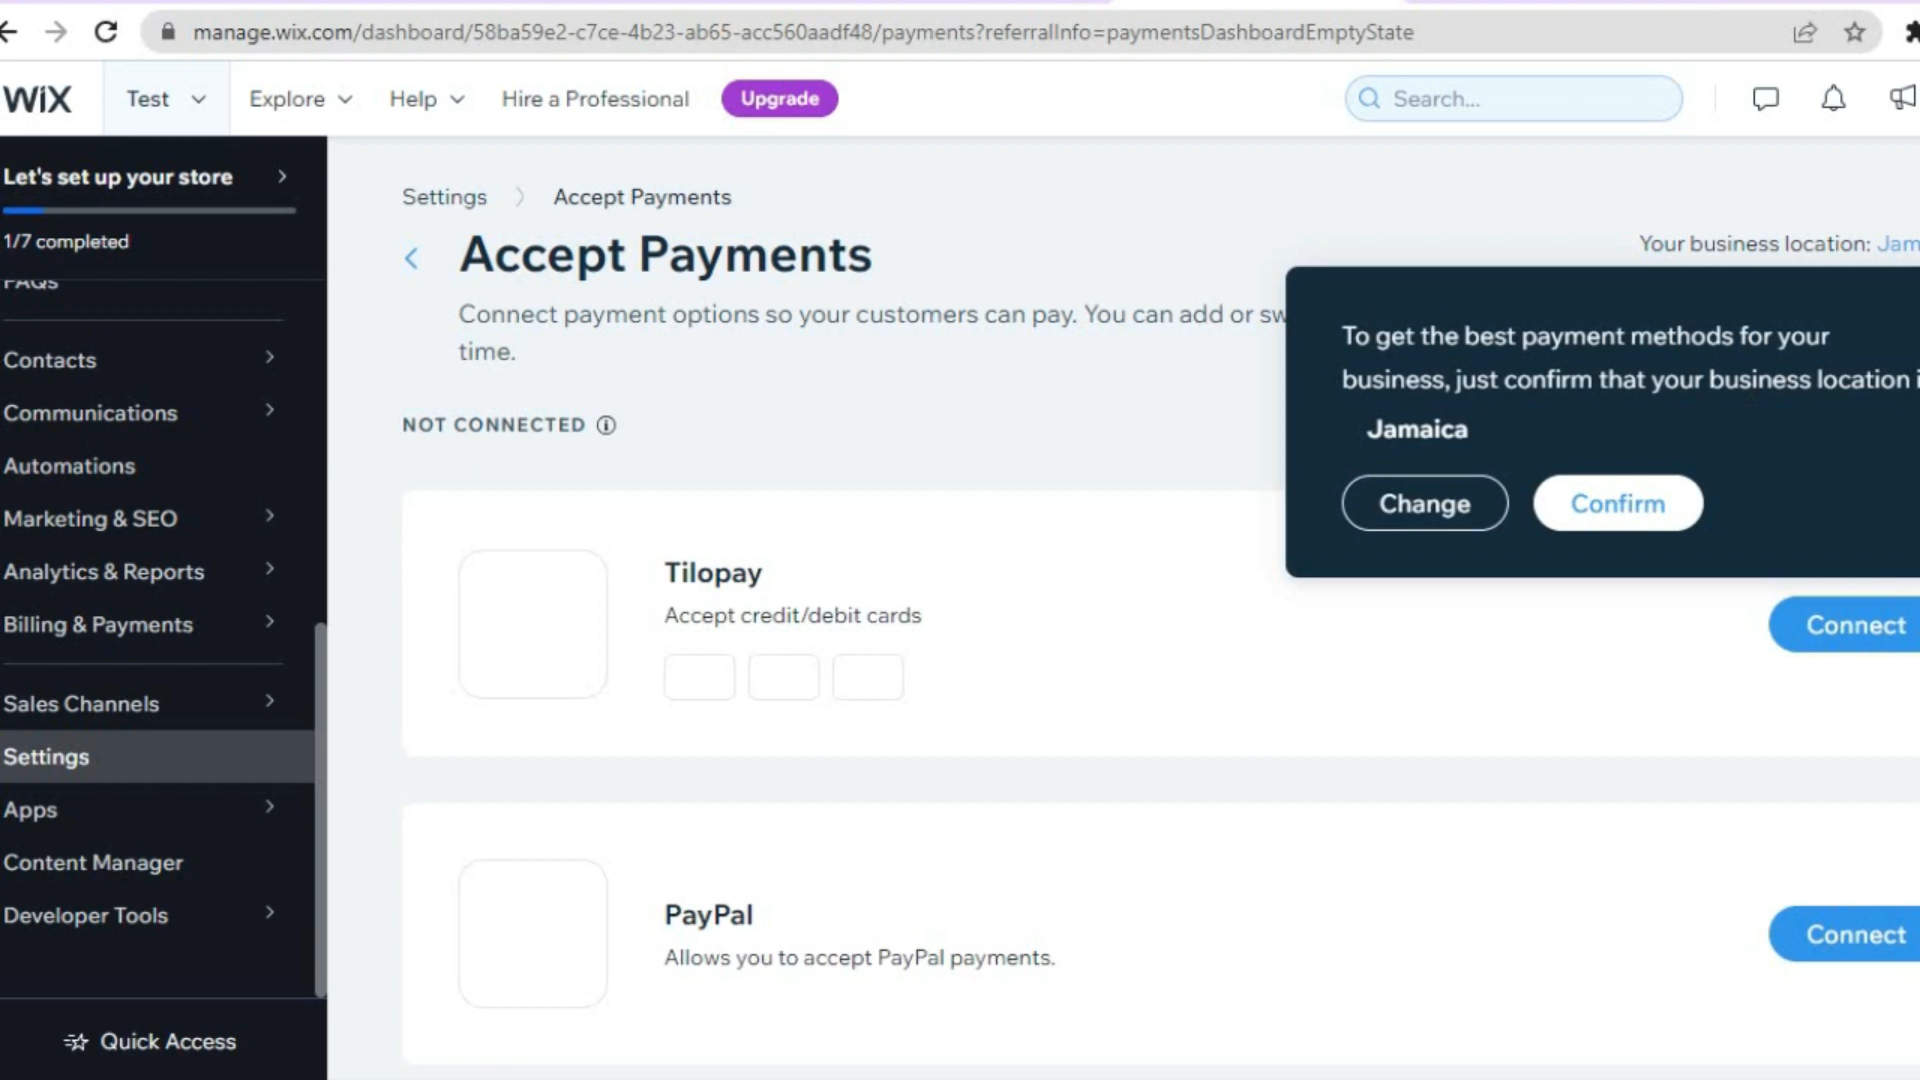 manage.wix.com/dashboard/58ba59e2-c7ce-4b23-ab65-acc560aadf48/payments?referralInfo=paymentsDashboardEmptyState
WiX
Test
Explore
Help
Hire a Professional
Upgrade
Search...
Let's set up your store
1/7 completed
FAQs
Contacts
Communications
Automations
Marketing & SEO
Analytics & Reports
Billing & Payments
Sales Channels
Settings
Apps
Content Manager
Developer Tools
Quick Access
Settings
Accept Payments
Accept Payments
Your business location: Jam
Connect payment options so your customers can pay. You can add or sw
time.
NOT CONNECTED
To get the best payment methods for your
business, just confirm that your business location i
Jamaica
Change
Confirm
Tilopay
Accept credit/debit cards
Connect
PayPal
Allows you to accept PayPal payments.
Connect